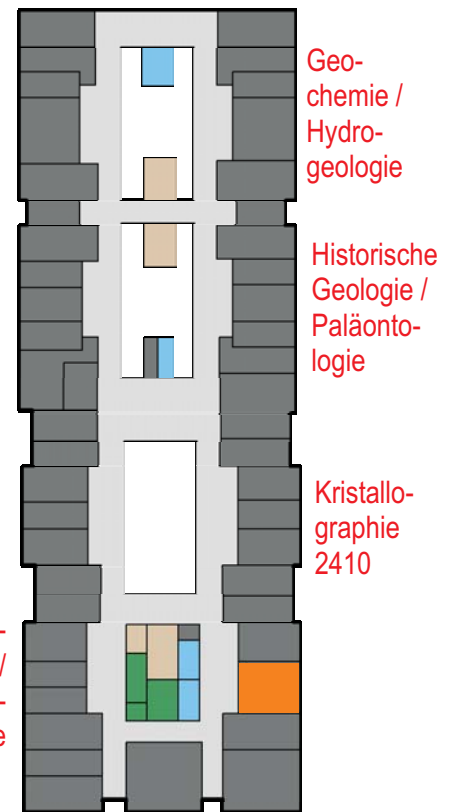 Geo-
chemie /
Hydro-
geologie
Historische
Geologie /
Paläonto-
logie
Kristallo-
graphie
2410
-
/
-
e